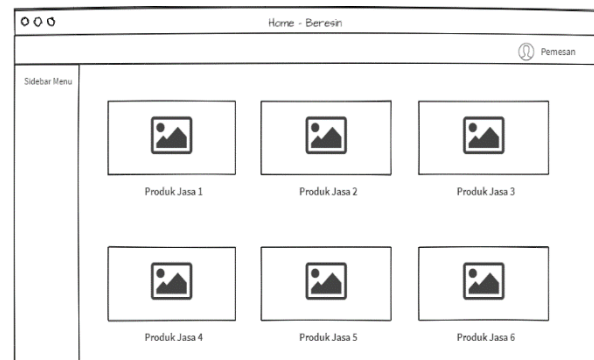 Home - Beresin
Pemesan
Sidebar Menu
Produk Jasa 1
Produk Jasa 2
Produk Jasa 3
Produk Jasa 4
Produk Jasa 5
Produk Jasa 6